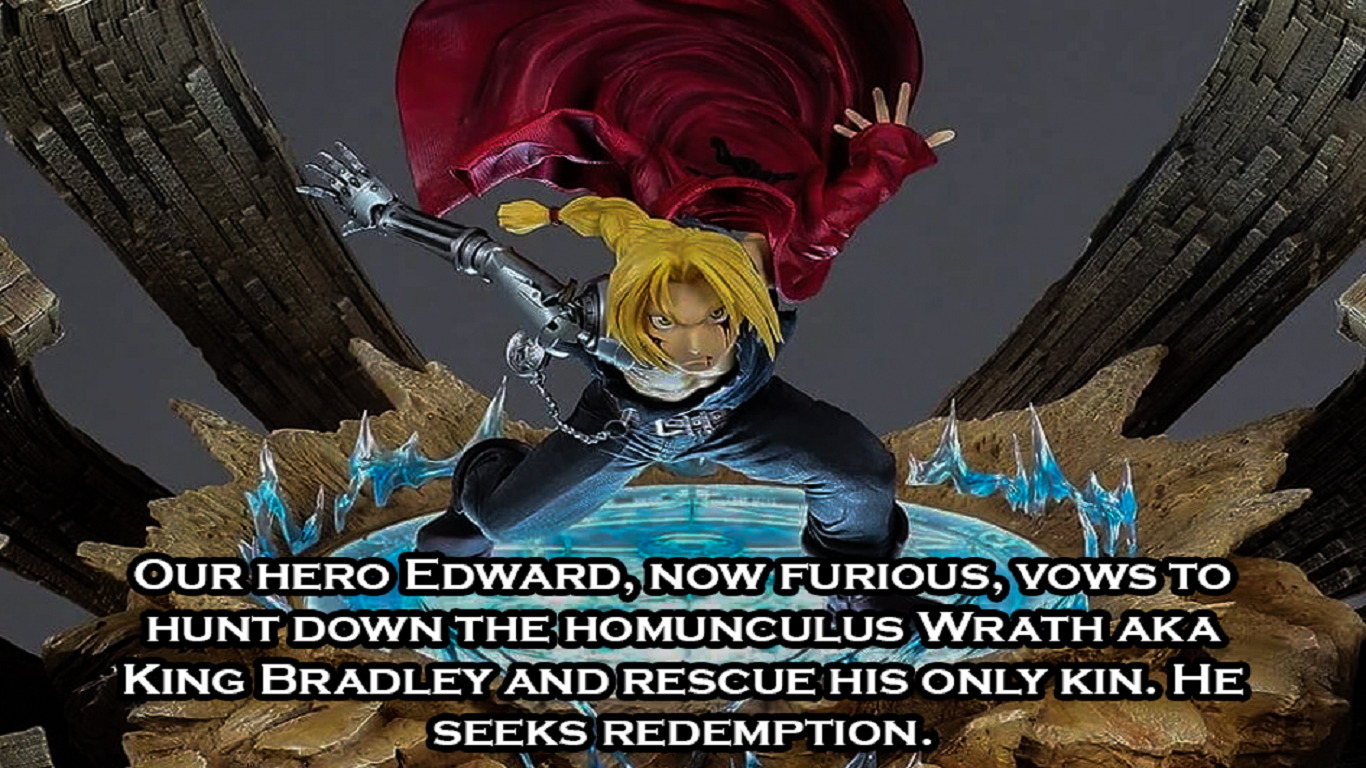 Our hero Edward, now furious, vows to
hunt down the homunculus Wrath aka
King Bradley and rescue his only kin. He
seeks redemption.